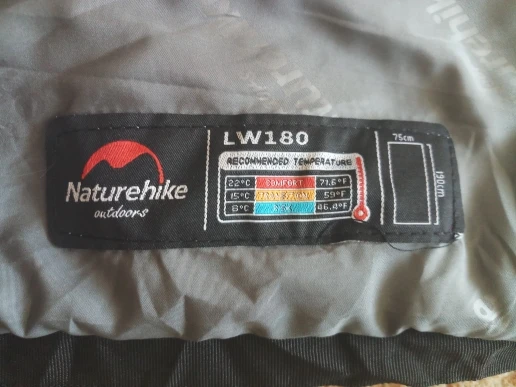 Naturehike
outdoors
LW180
RECOMMENDED TEMPERATURE
22°C COMFORT 71.6°F
15°C 59°F
8°C 46.4°F
75cm
190cm